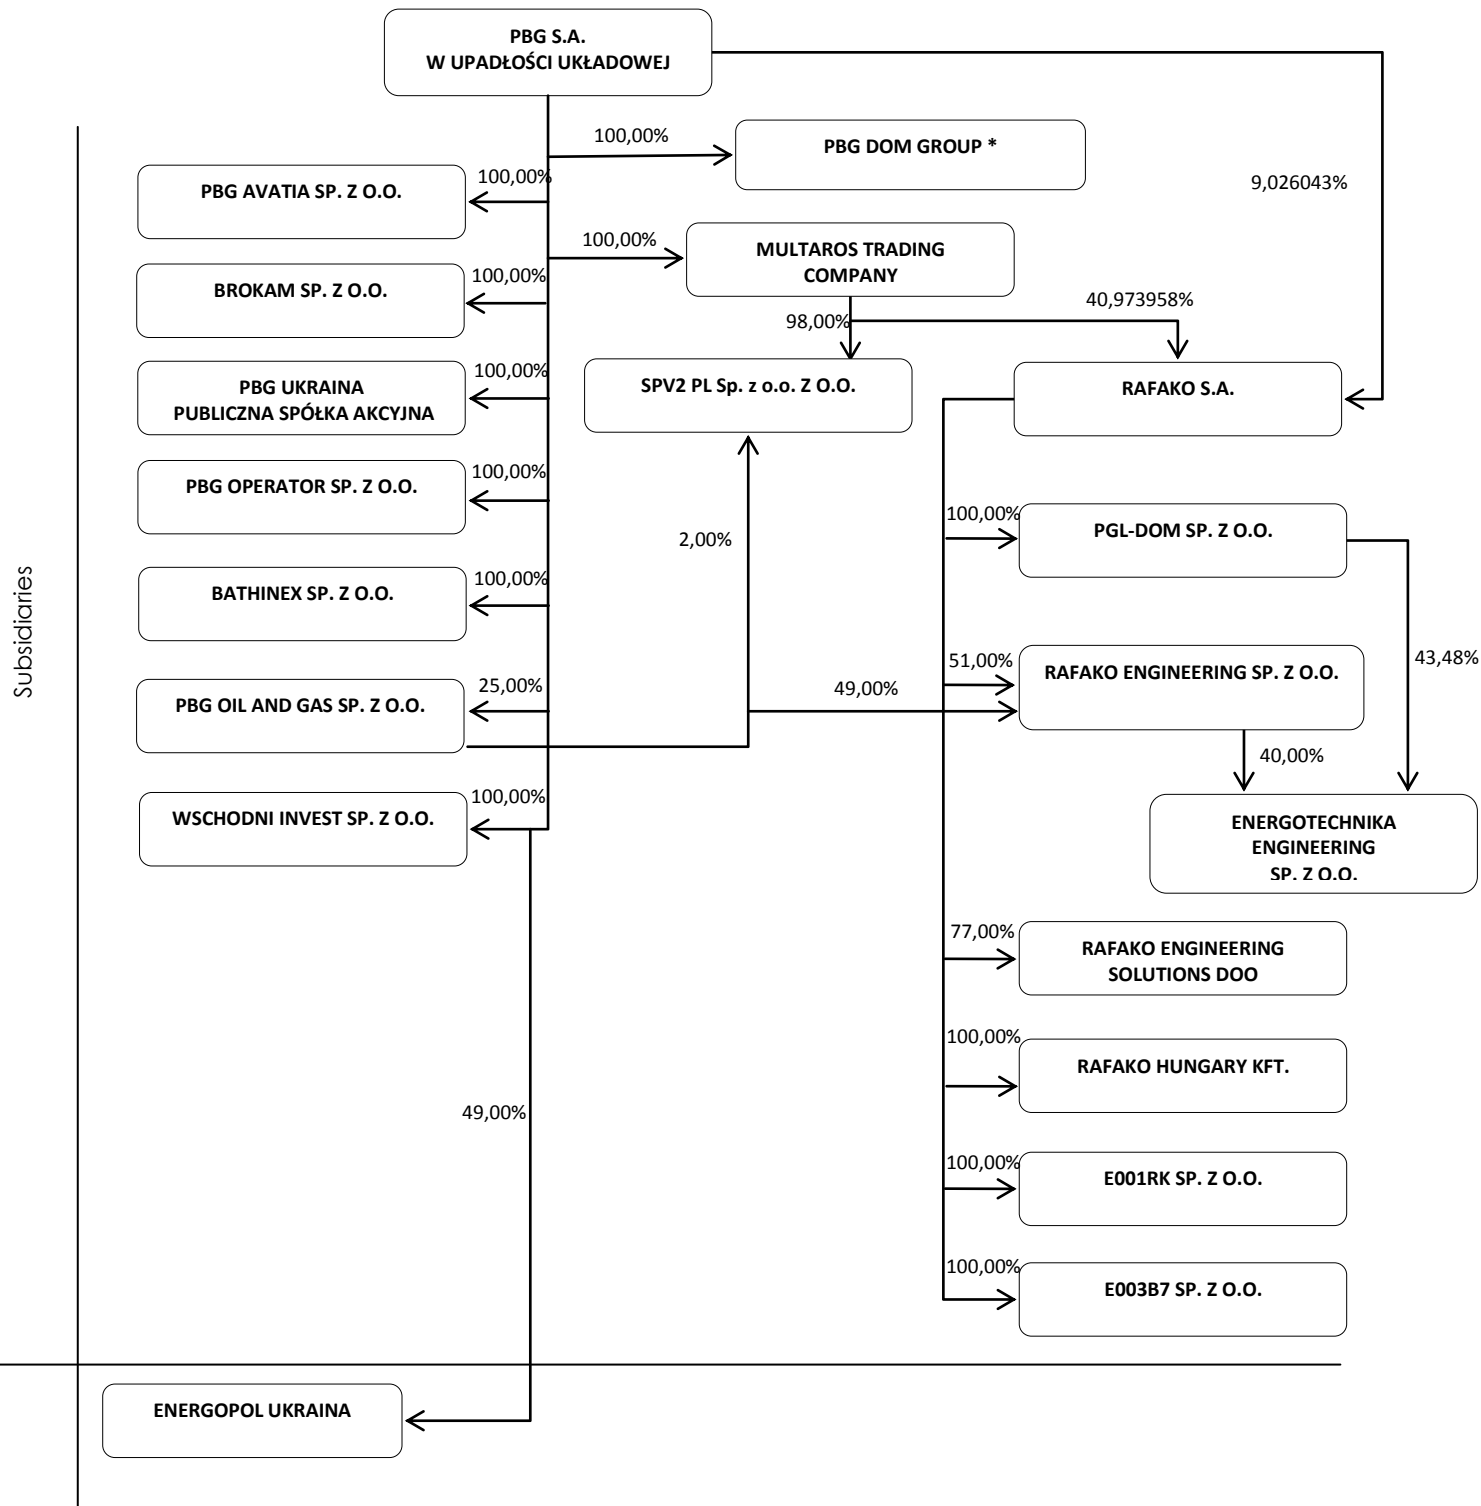 PBG S.A.
W UPADŁOŚCI UKŁADOWEJ
100,00%
PBG DOM GROUP *
9,026043%
100,00%
PBG AVATIA SP. Z O.O.
100,00%
MULTAROS TRADING
COMPANY
100,00%
BROKAM SP. Z O.O.
98,00%
40,973958%
100,00%
PBG UKRAINA
PUBLICZNA SPÓŁKA AKCYJNA
SPV2 PL Sp. z o.o. Z O.O.
RAFAKO S.A.
100,00%
PBG OPERATOR SP. Z O.O.
2,00%
100,00%
PGL-DOM SP. Z O.O.
Subsidiaries
100,00%
BATHINEX SP. Z O.O.
43,48%
25,00%
PBG OIL AND GAS SP. Z O.O.
49,00%
51,00%
RAFAKO ENGINEERING SP. Z O.O.
40,00%
100,00%
WSCHODNI INVEST SP. Z O.O.
ENERGOTECHNIKA
ENGINEERING
SP. Z O.O.
77,00%
RAFAKO ENGINEERING
SOLUTIONS DOO
100,00%
RAFAKO HUNGARY KFT.
49,00%
100,00%
E001RK SP. Z O.O.
100,00%
E003B7 SP. Z O.O.
ENERGOPOL UKRAINA